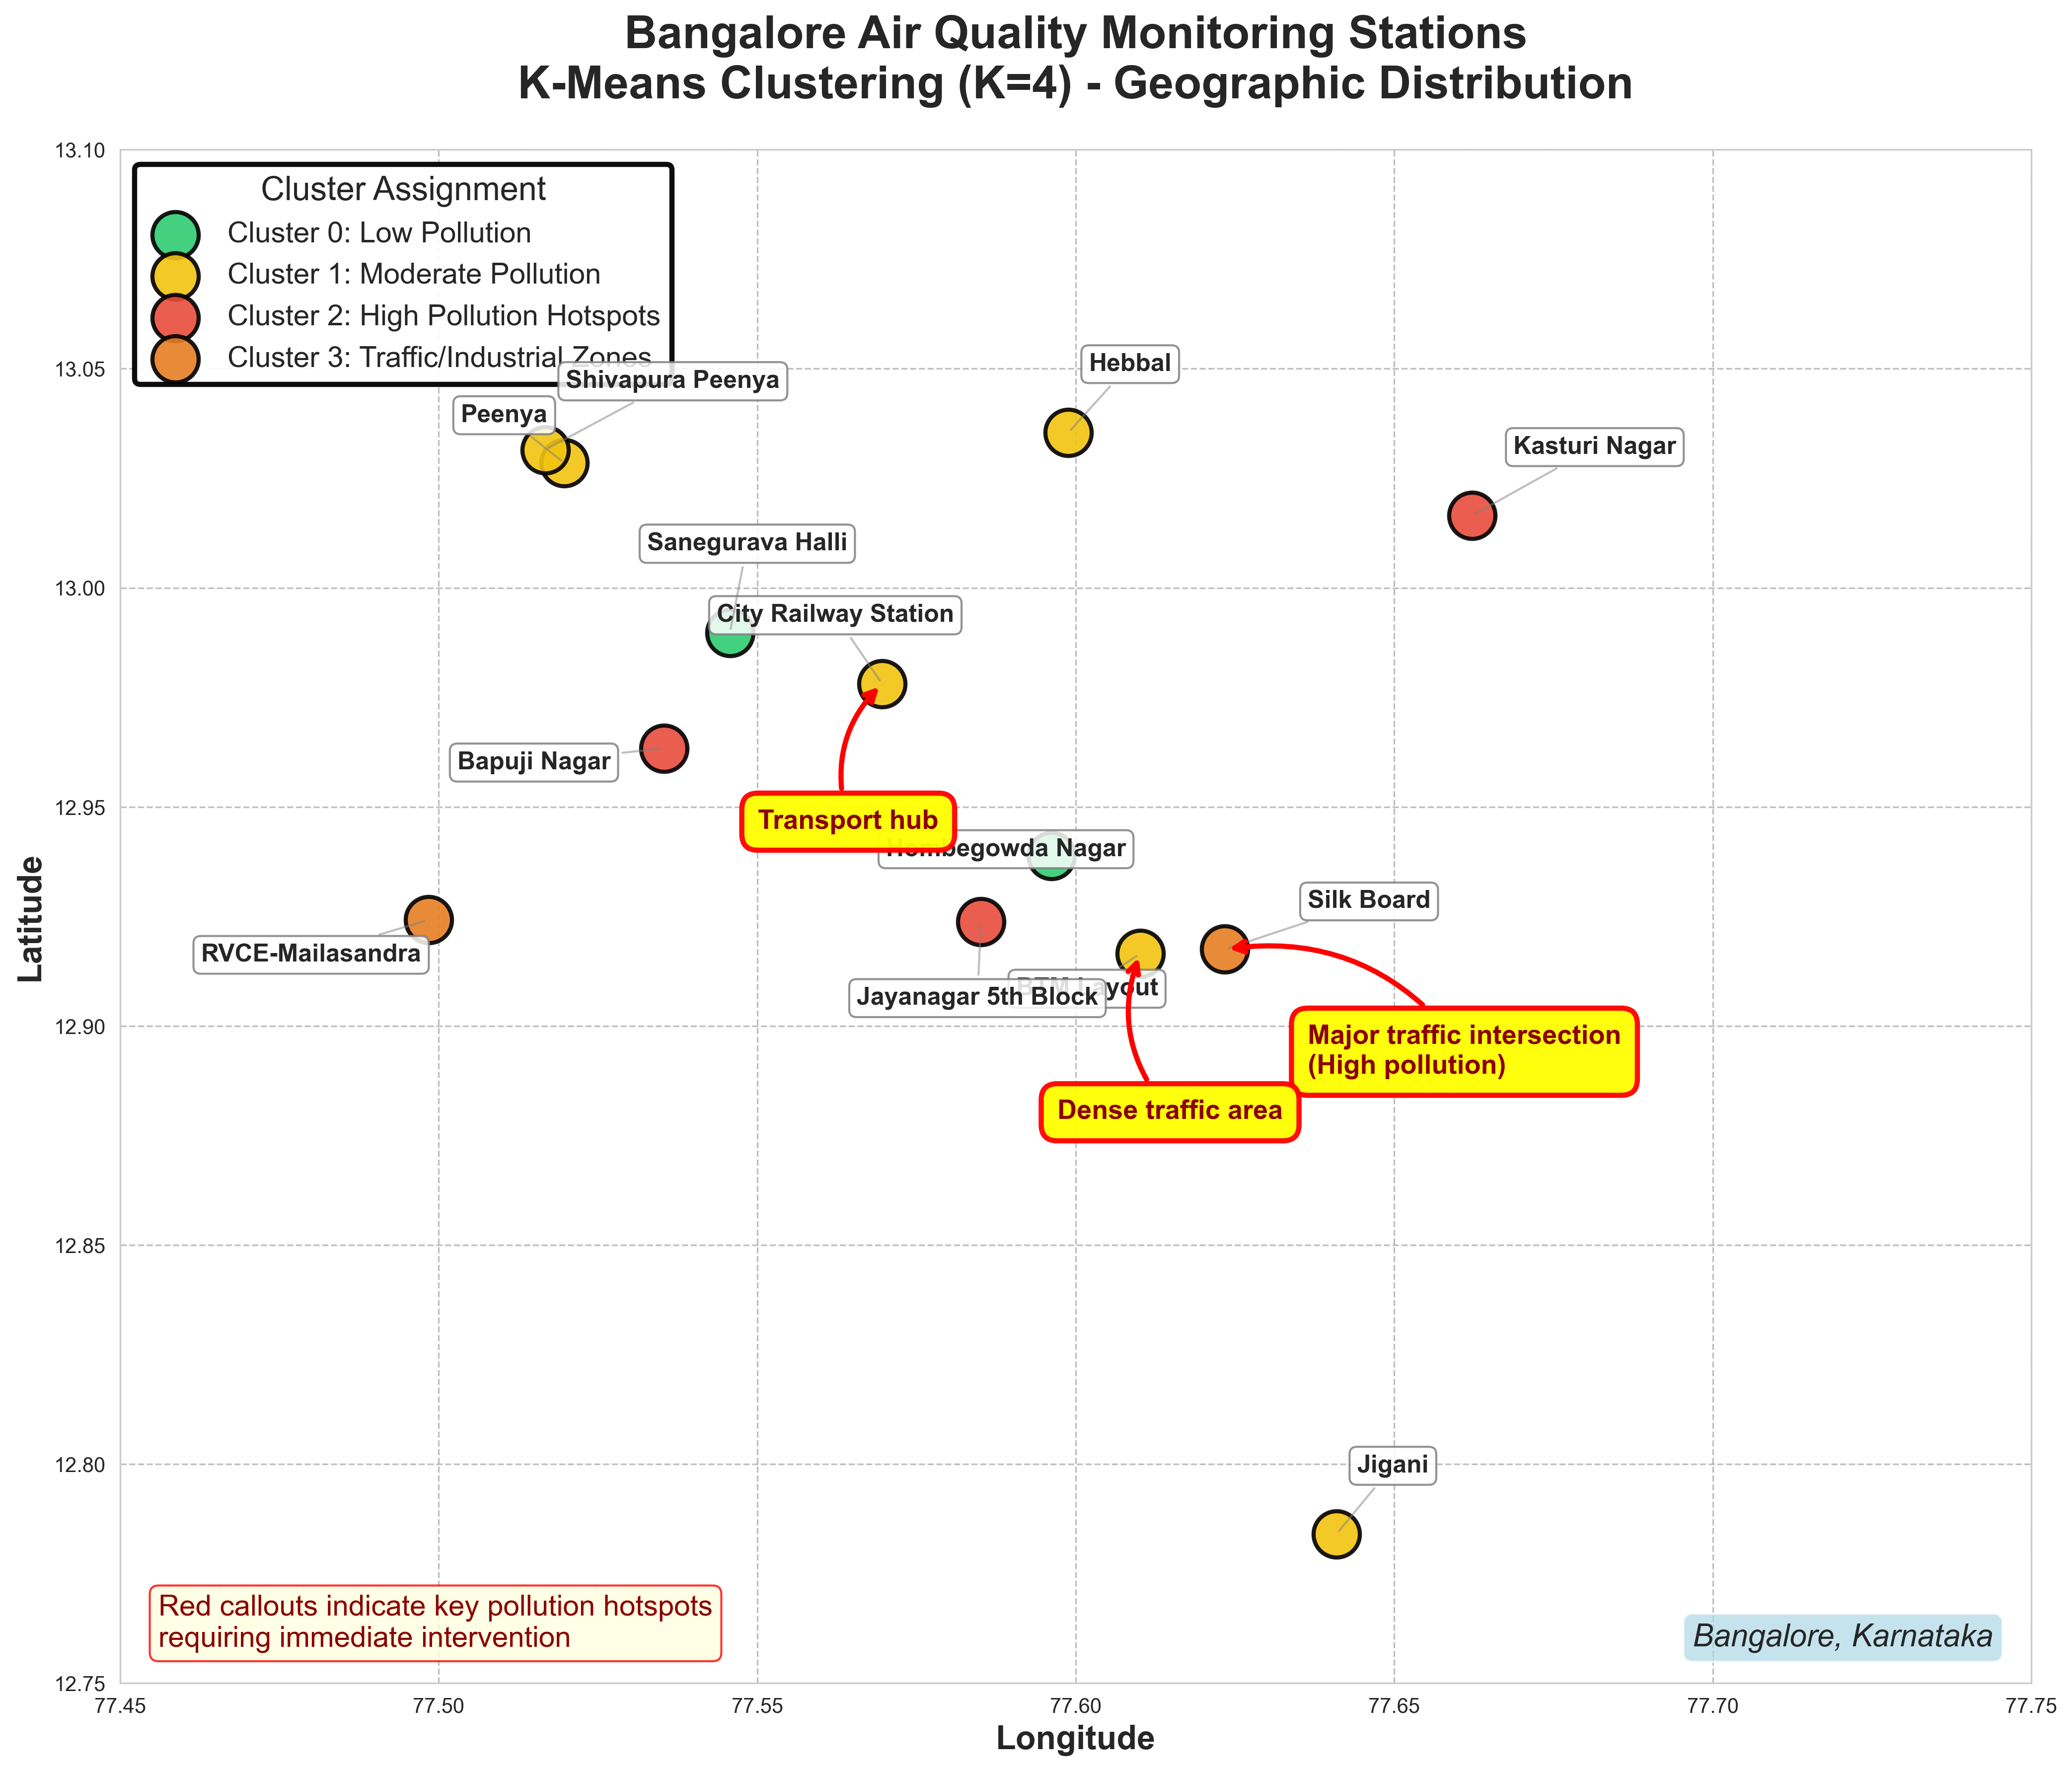 Bangalore Air Quality Monitoring Stations
K-Means Clustering (K=4) - Geographic Distribution
13.10
13.05
13.00
12.95
12.90
12.85
12.80
12.75
Latitude
Cluster Assignment
Cluster 0: Low Pollution
Cluster 1: Moderate Pollution
Cluster 2: High Pollution Hotspots
Cluster 3: Traffic/Industrial Zones
Shivapura Peenya
Peenya
Hebbal
Kasturi Nagar
Sanegurava Halli
City Railway Station
Bapuji Nagar
Transport hub
Hombegowda Nagar
Silk Board
RVCE-Mailasandra
BTM Layout
Jayanagar 5th Block
Major traffic intersection
(High pollution)
Dense traffic area
Jigani
Red callouts indicate key pollution hotspots
requiring immediate intervention
Bangalore, Karnataka
77.45
77.50
77.55
77.60
77.65
77.70
77.75
Longitude